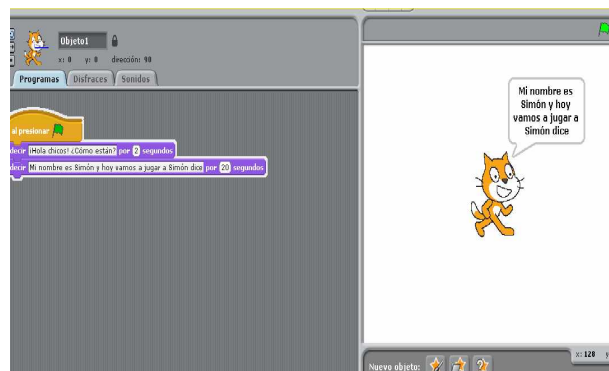 Objeto1
x: 0 y: 0 dirección: 90
Programas Disfraces Sonidos
al presionar
decir ¡Hola chicos! ¿Cómo están? por 2 segundos
decir Mi nombre es Simón y hoy vamos a jugar a Simón dice por 20 segundos
Mi nombre es
Simón y hoy
vamos a jugar a
Simón dice
x: 128 y
Nuevo objeto: